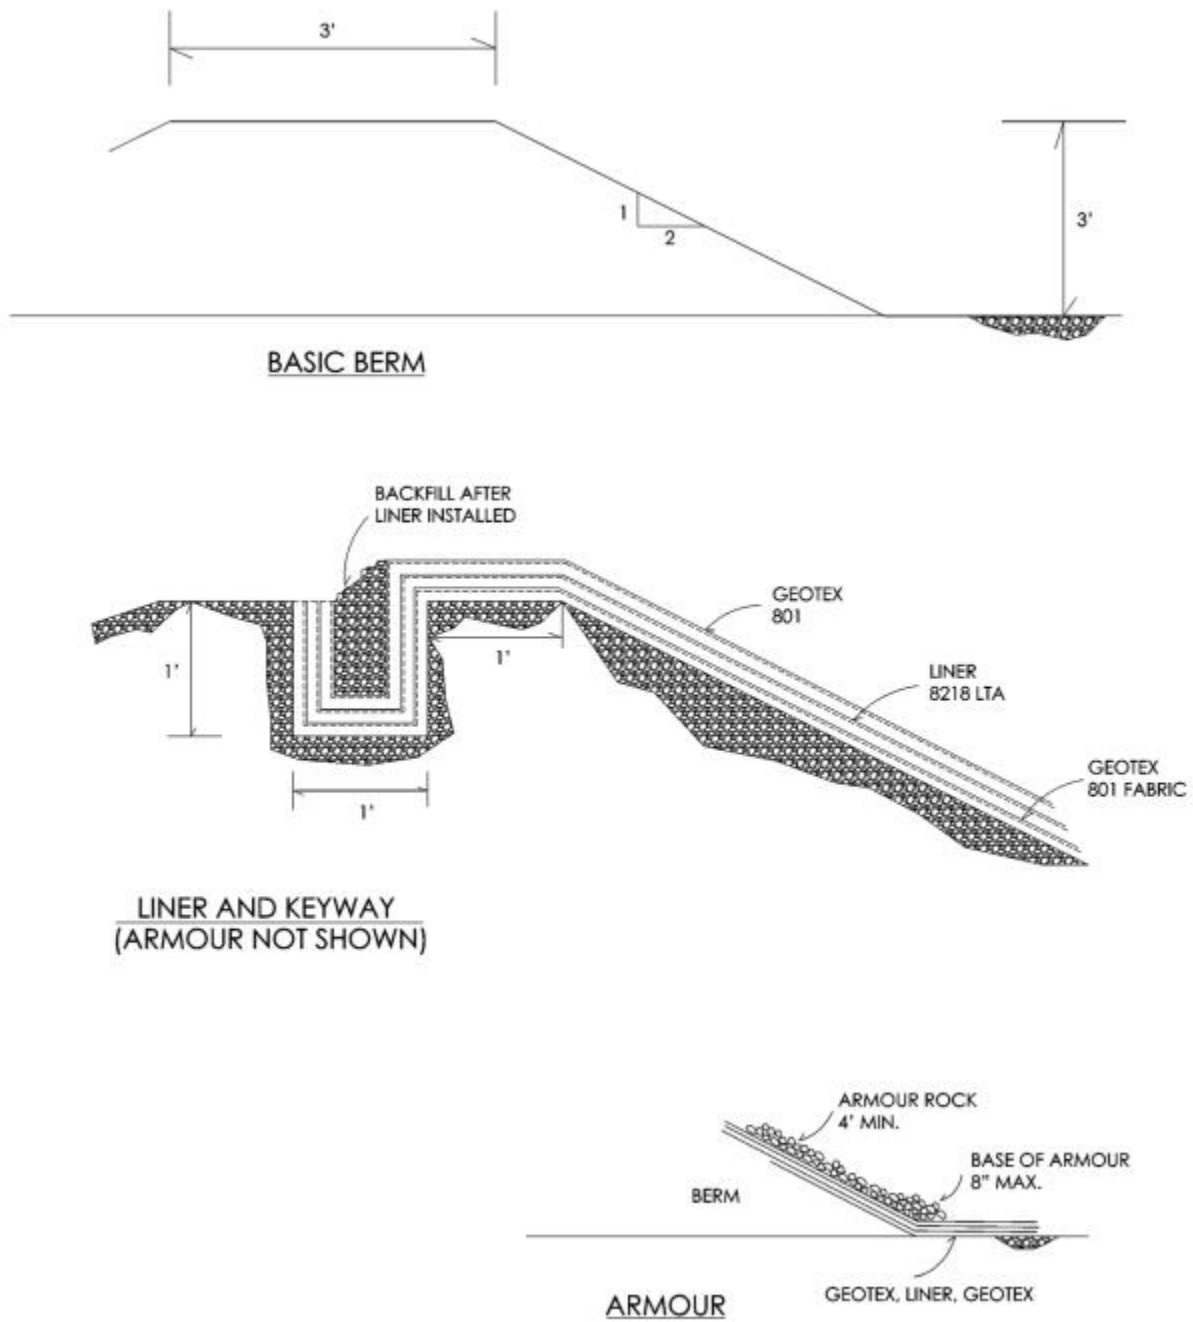 3'
1
2
3'
BASIC BERM
BACKFILL AFTER
LINER INSTALLED
GEOTEX
801
1'
1'
LINER
8218 LTA
GEOTEX
801 FABRIC
1'
LINER AND KEYWAY
(ARMOUR NOT SHOWN)
ARMOUR ROCK
4' MIN.
BASE OF ARMOUR
8" MAX.
BERM
GEOTEX, LINER, GEOTEX
ARMOUR